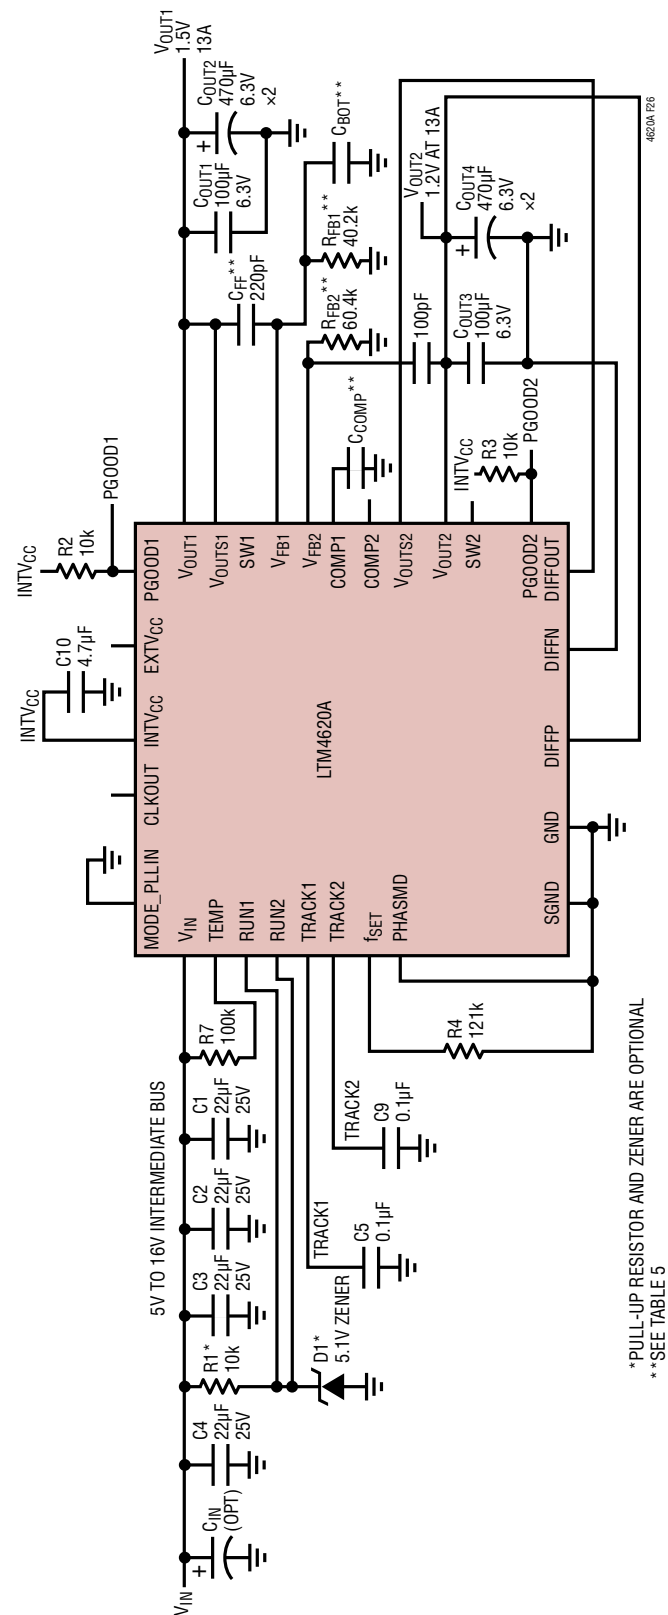 VIN
CIN
(OPT)
+
C4
22µF
25V
R1*
10k
C3
22µF
25V
C2
22µF
25V
C1
22µF
25V
5V TO 16V INTERMEDIATE BUS
R7
100k
D1*
5.1V ZENER
TRACK1
C5
0.1µF
TRACK2
C9
0.1µF
R4
121k
MODE_PLLIN
CLKOUT
INTVCC
EXTVCC
PGOOD1
VIN
TEMP
RUN1
RUN2
TRACK1
TRACK2
fSET
PHASMD
LTM4620A
VOUT1
VOUTS1
SW1
VFB1
VFB2
COMP1
COMP2
VOUTS2
VOUT2
SW2
PGOOD2
SGND
GND
DIFFP
DIFFN
DIFFOUT
INTVCC
C10
4.7µF
INTVCC
R2
10k
PGOOD1
VOUT1
1.5V
13A
COUT2
470µF
6.3V
×2
+
COUT1
100µF
6.3V
CFF**
220pF
CBOT**
RFB1**
40.2k
RFB2**
60.4k
CCOMP**
100pF
COUT3
100µF
6.3V
VOUT2
1.2V AT 13A
COUT4
470µF
6.3V
×2
+
INTVCC
R3
10k
PGOOD2
4620A F26
*PULL-UP RESISTOR AND ZENER ARE OPTIONAL
**SEE TABLE 5